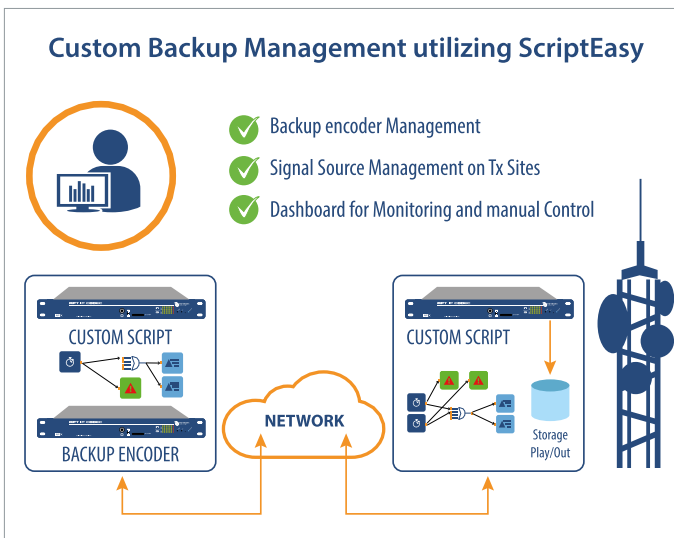 Custom Backup Management utilizing ScriptEasy
Backup encoder Management
Signal Source Management on Tx Sites
Dashboard for Monitoring and manual Control
CUSTOM SCRIPT
BACKUP ENCODER
NETWORK
CUSTOM SCRIPT
Storage
Play/Out